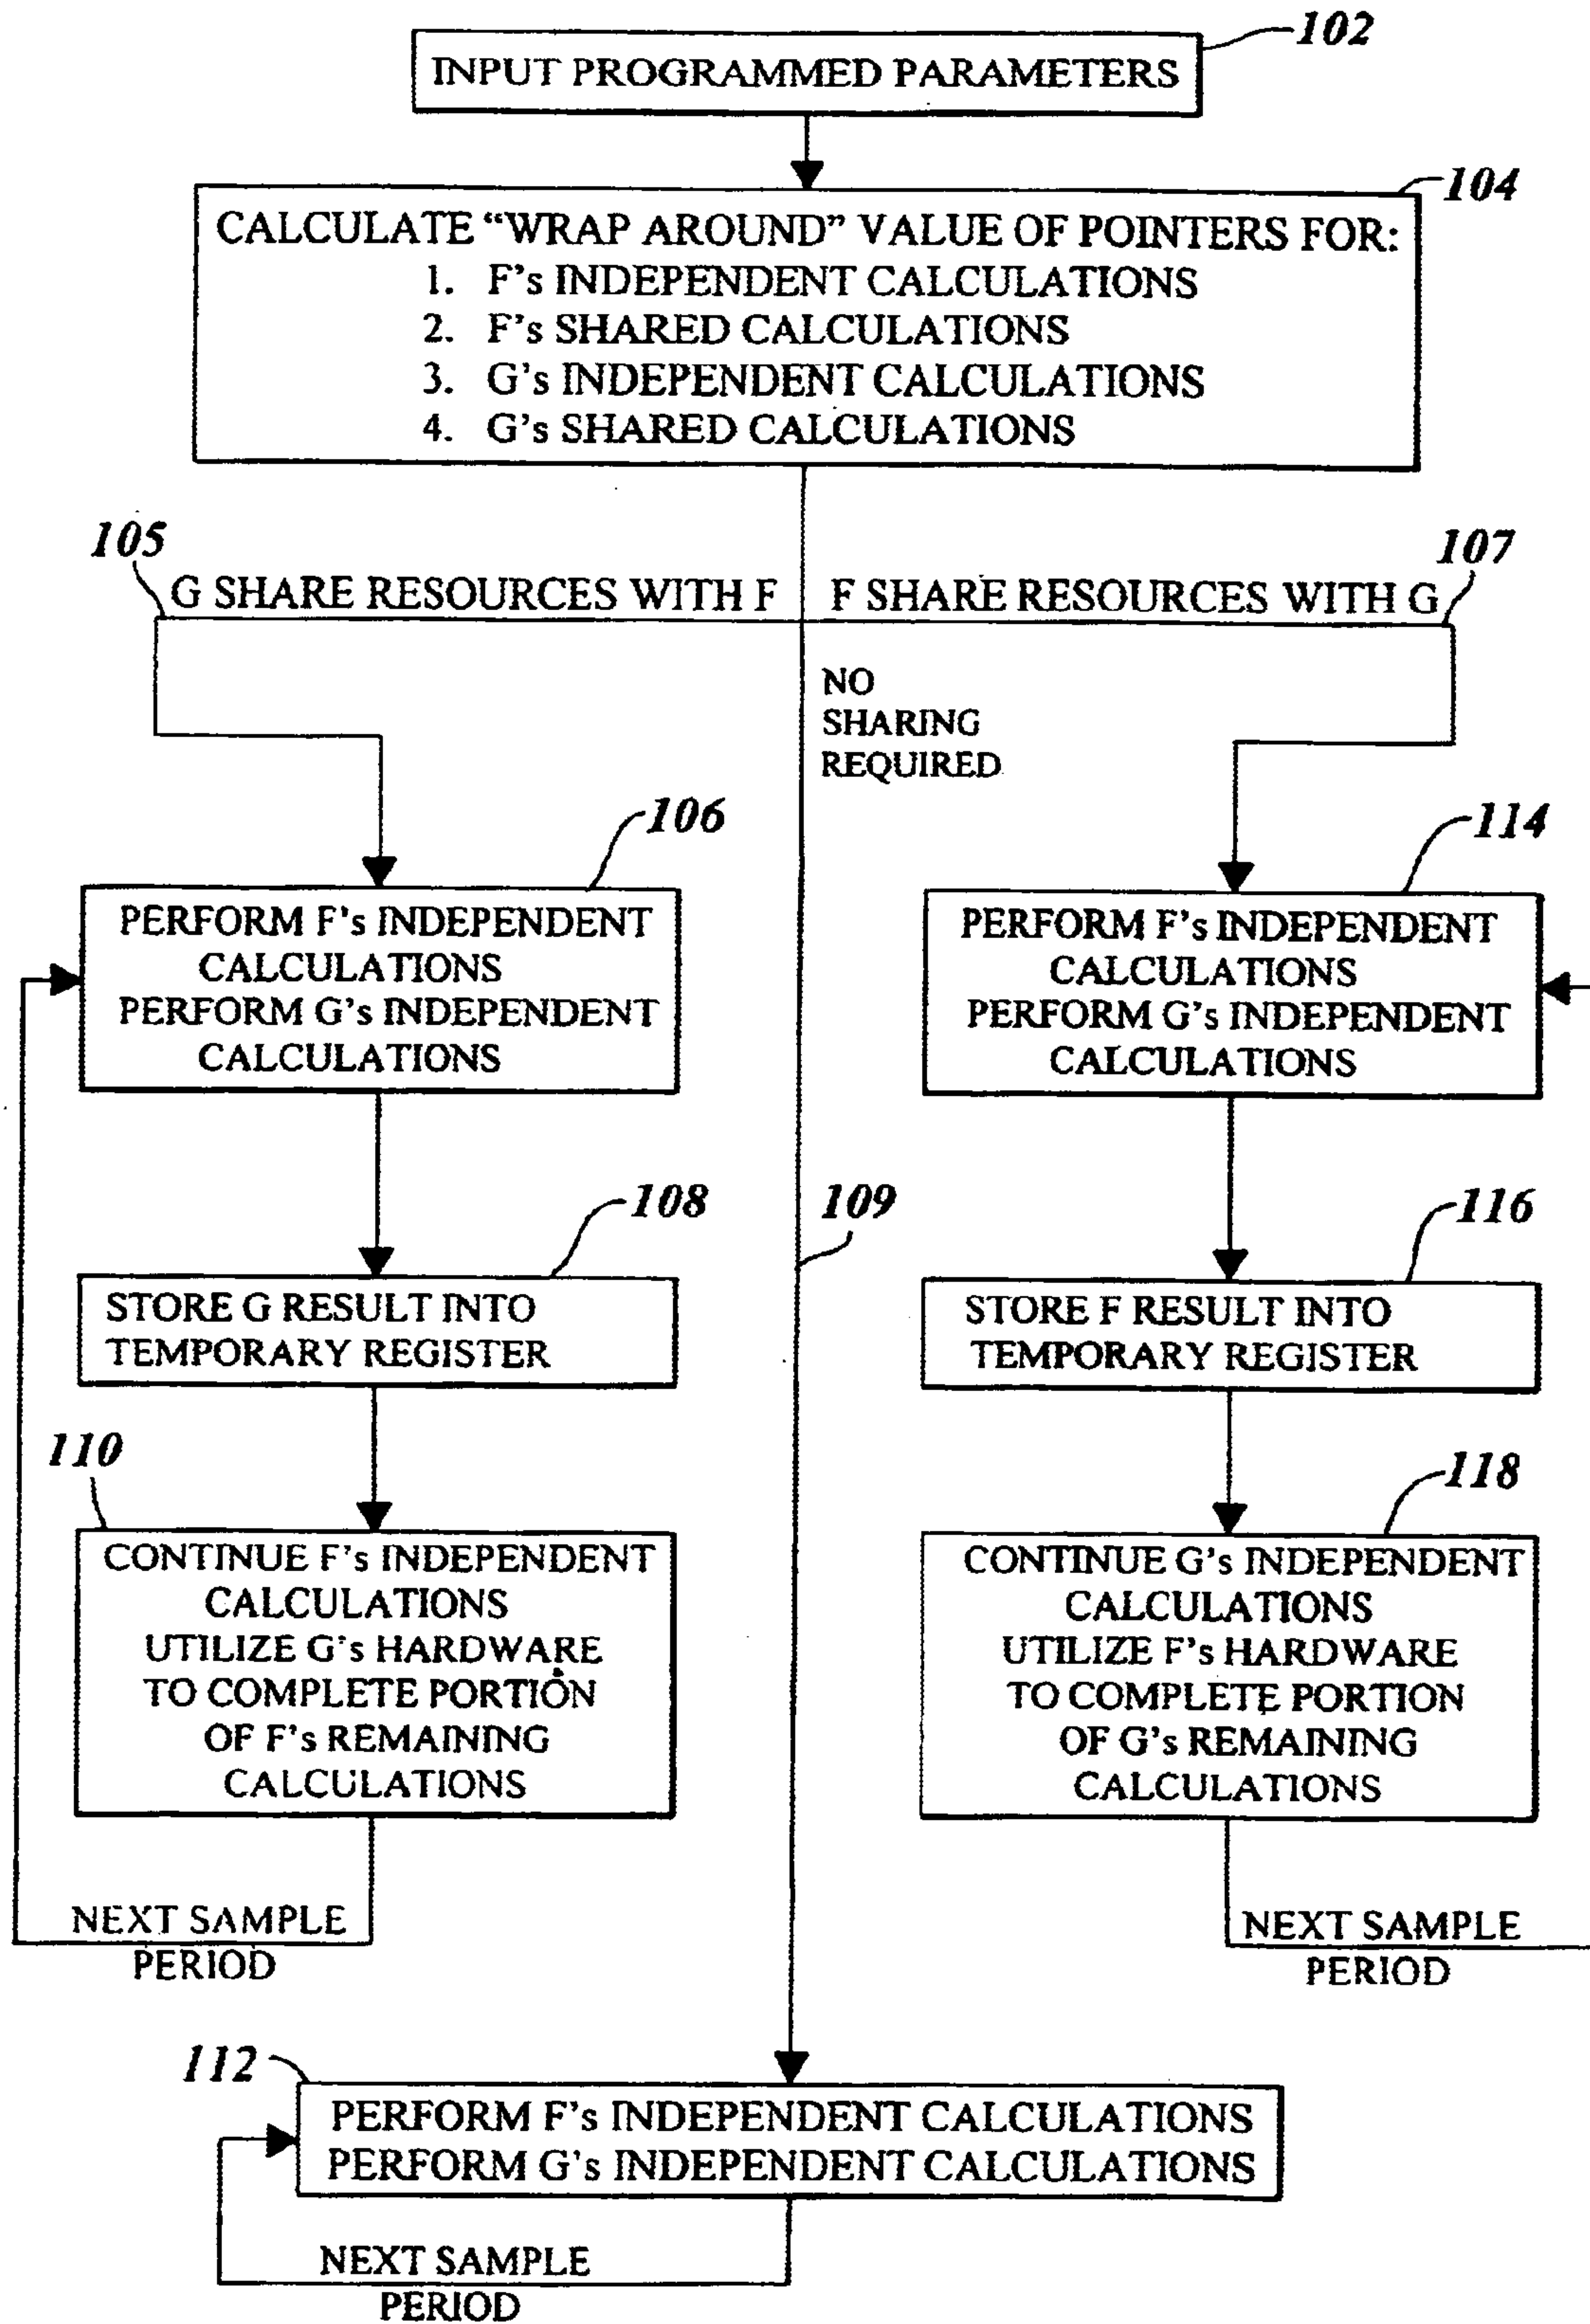 102
INPUT PROGRAMMED PARAMETERS
104
CALCULATE “WRAP AROUND” VALUE OF POINTERS FOR:
1. F's INDEPENDENT CALCULATIONS
2. F's SHARED CALCULATIONS
3. G's INDEPENDENT CALCULATIONS
4. G's SHARED CALCULATIONS
105
G SHARE RESOURCES WITH F
F SHARE RESOURCES WITH G
107
NO
SHARING
REQUIRED
106
PERFORM F's INDEPENDENT
CALCULATIONS
PERFORM G's INDEPENDENT
CALCULATIONS
114
PERFORM F's INDEPENDENT
CALCULATIONS
PERFORM G's INDEPENDENT
CALCULATIONS
108
STORE G RESULT INTO
TEMPORARY REGISTER
109
116
STORE F RESULT INTO
TEMPORARY REGISTER
110
CONTINUE F's INDEPENDENT
CALCULATIONS
UTILIZE G's HARDWARE
TO COMPLETE PORTION
OF F's REMAINING
CALCULATIONS
118
CONTINUE G's INDEPENDENT
CALCULATIONS
UTILIZE F's HARDWARE
TO COMPLETE PORTION
OF G's REMAINING
CALCULATIONS
NEXT SAMPLE
PERIOD
NEXT SAMPLE
PERIOD
112
PERFORM F's INDEPENDENT CALCULATIONS
PERFORM G's INDEPENDENT CALCULATIONS
NEXT SAMPLE
PERIOD